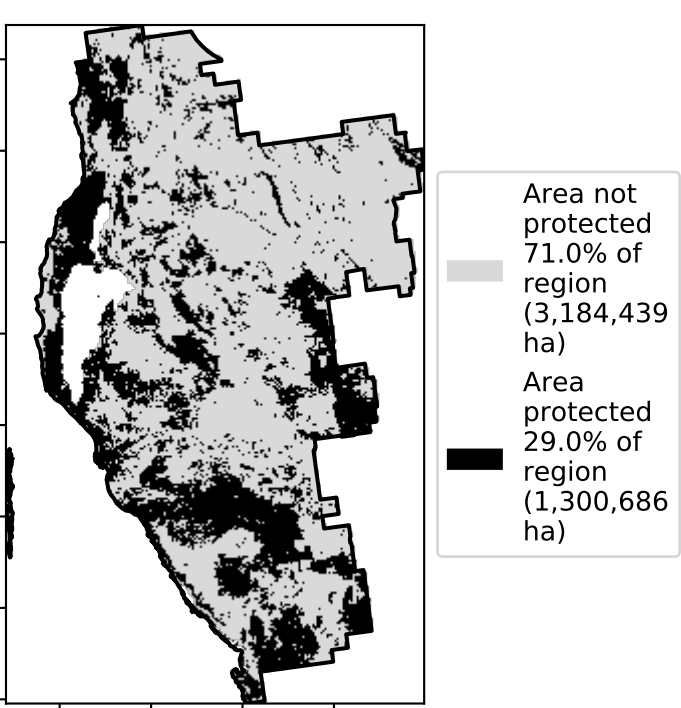 Area not
protected
71.0% of
region
(3,184,439
ha)
Area
protected
29.0% of
region
(1,300,686
ha)